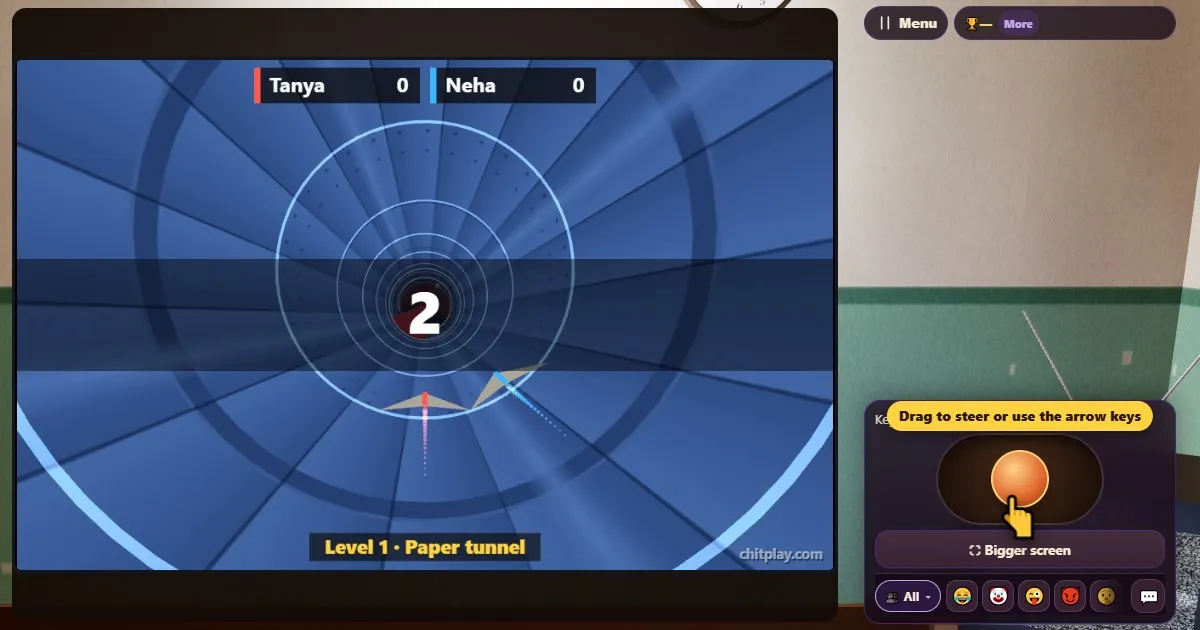 Tanya 0
Neha 0
2
Level 1 · Paper tunnel
chitplay.com
Menu
More
Drag to steer or use the arrow keys
Bigger screen
All